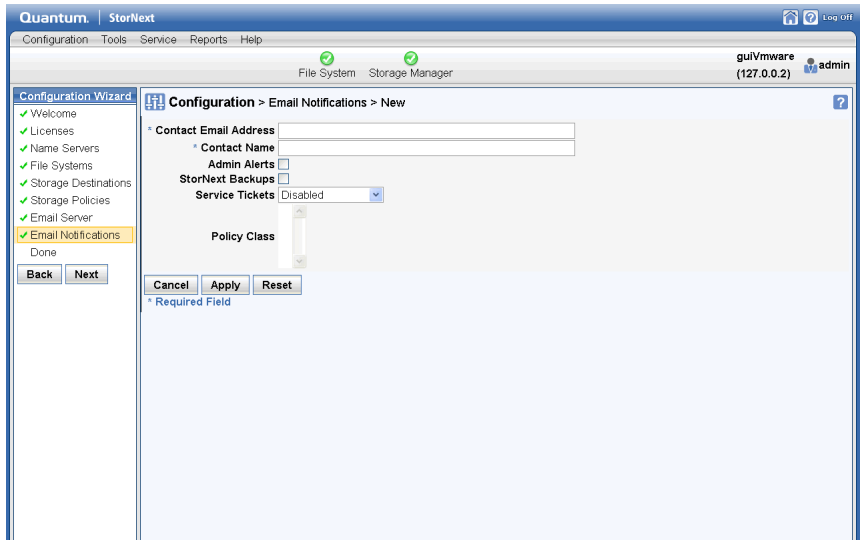 Quantum. StorNext
Log Off
Configuration Tools Service Reports Help
File System Storage Manager
guiVmware
(127.0.0.2)
admin
Configuration Wizard
Welcome
Licenses
Name Servers
File Systems
Storage Destinations
Storage Policies
Email Server
Email Notifications
Done
Back Next
Configuration > Email Notifications > New
?
* Contact Email Address
* Contact Name
Admin Alerts
StorNext Backups
Service Tickets Disabled
Policy Class
Cancel Apply Reset
* Required Field